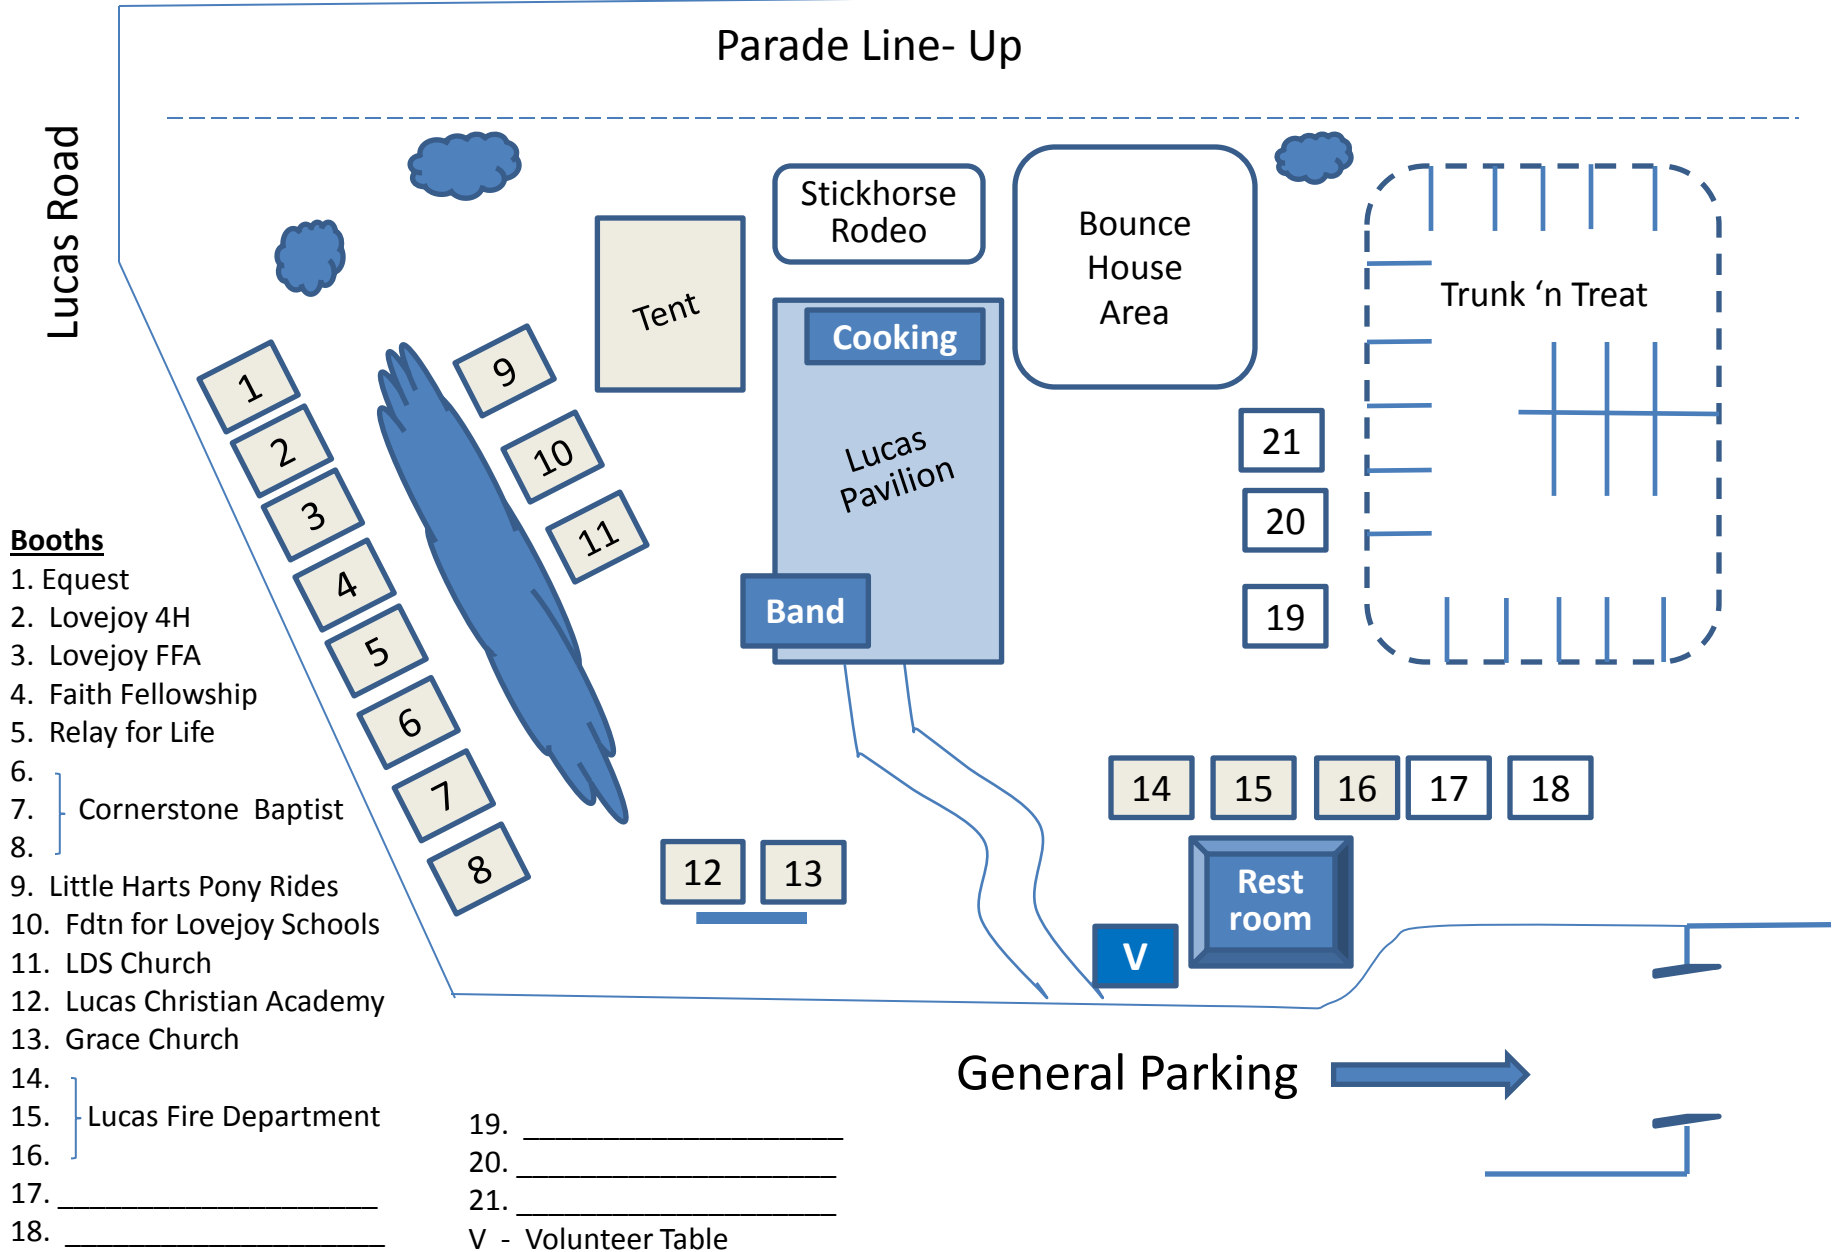 Parade Line- Up
Lucas Road
Stickhorse
Rodeo
Bounce
House
Area
Trunk ‘n Treat
Tent
Cooking
Lucas
Pavilion
Band
1
2
3
4
5
6
7
8
9
10
11
12
13
14
15
16
17
18
19
20
21
Rest
room
V
General Parking
Booths
1. Equest
2. Lovejoy 4H
3. Lovejoy FFA
4. Faith Fellowship
5. Relay for Life
6.
7. Cornerstone Baptist
8.
9. Little Harts Pony Rides
10. Fdtn for Lovejoy Schools
11. LDS Church
12. Lucas Christian Academy
13. Grace Church
14.
15. Lucas Fire Department
16.
17. ____________________
18. ____________________
19. ____________________
20. ____________________
21. ____________________
V - Volunteer Table